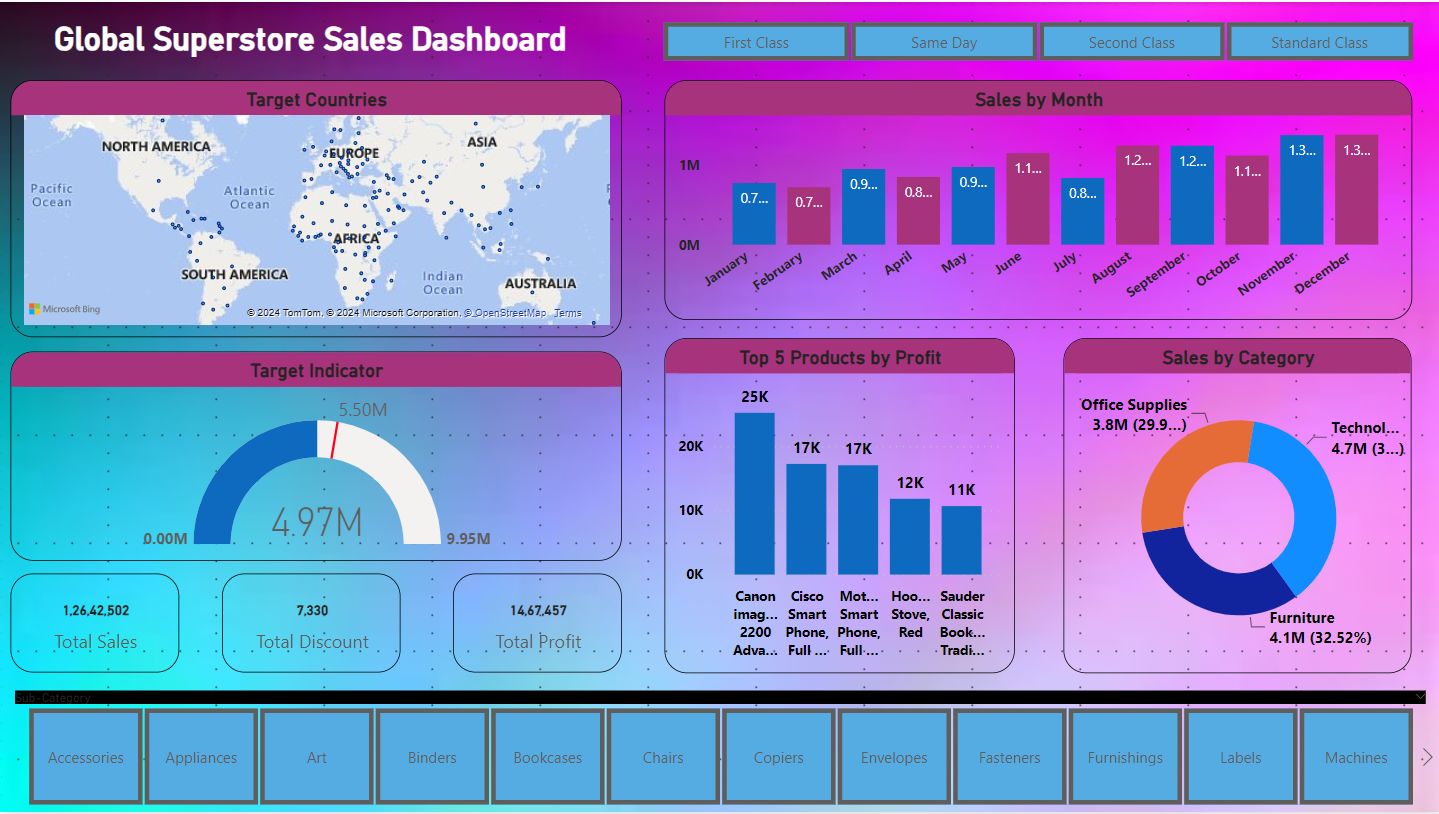 Global Superstore Sales Dashboard
First Class
Same Day
Second Class
Standard Class
Target Countries
NORTH AMERICA
EUROPE
ASIA
Pacific
Ocean
Atlantic
Ocean
AFRICA
SOUTH AMERICA
Indian
Ocean
AUSTRALIA
Microsoft Bing
© 2024 TomTom, © 2024 Microsoft Corporation, © OpenStreetMap Terms
Sales by Month
1M
0M
0.7...
0.7...
0.9...
0.8...
0.9...
1.1...
0.8...
1.2...
1.2...
1.1...
1.3...
1.3...
January
February
March
April
May
June
July
August
September
October
November
December
Target Indicator
5.50M
4.97M
0.00M
9.95M
1,26,42,502
Total Sales
7,330
Total Discount
14,67,457
Total Profit
Top 5 Products by Profit
20K
10K
0K
25K
17K
17K
12K
11K
Canon
imag...
2200
Adva...
Cisco
Smart
Phone,
Full ...
Mot...
Smart
Phone,
Full ...
Hoo...
Stove,
Red
Sauder
Classic
Book...
Tradi...
Sales by Category
Office Supplies
3.8M (29.9...)
Technol...
4.7M (3...)
Furniture
4.1M (32.52%)
Sub-Category
Accessories
Appliances
Art
Binders
Bookcases
Chairs
Copiers
Envelopes
Fasteners
Furnishings
Labels
Machines